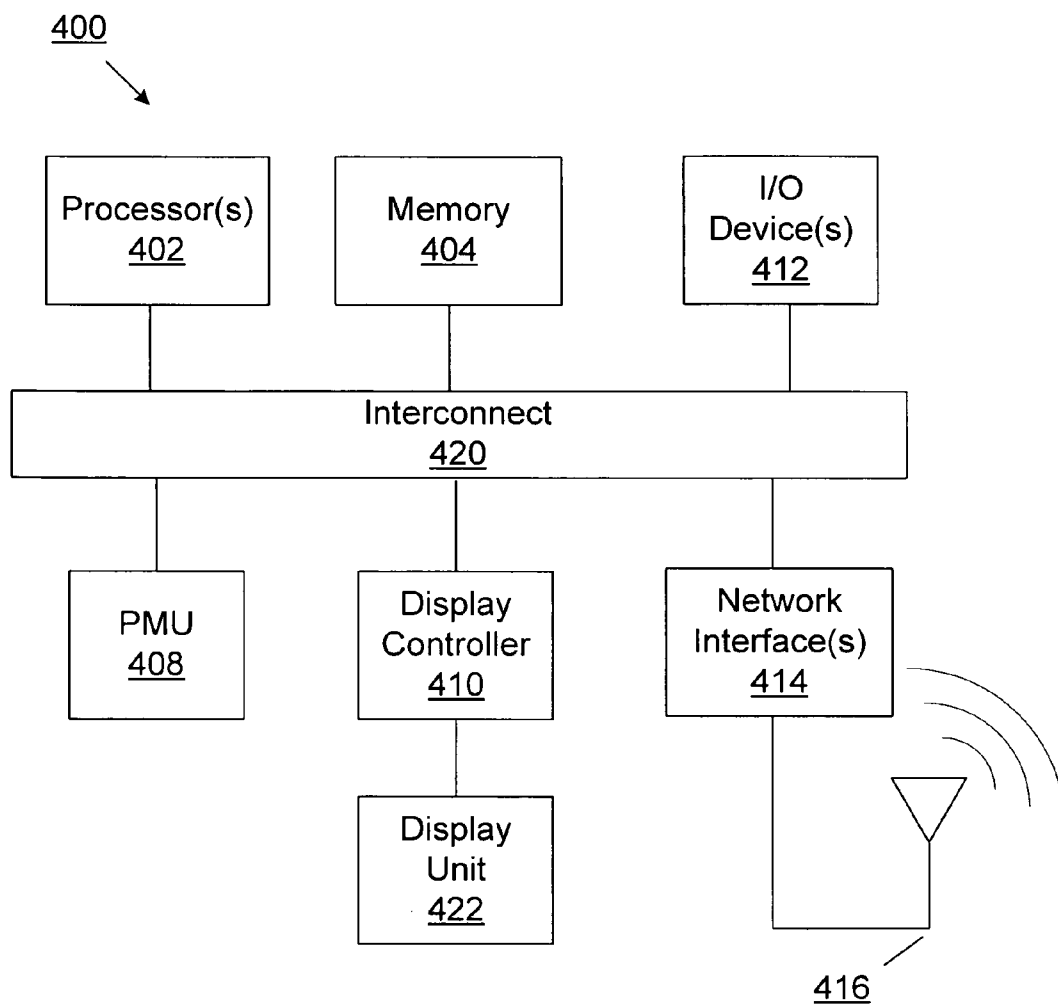 400
Processor(s)
402
Memory
404
I/O
Device(s)
412
Interconnect
420
PMU
408
Display
Controller
410
Network
Interface(s)
414
Display
Unit
422
416